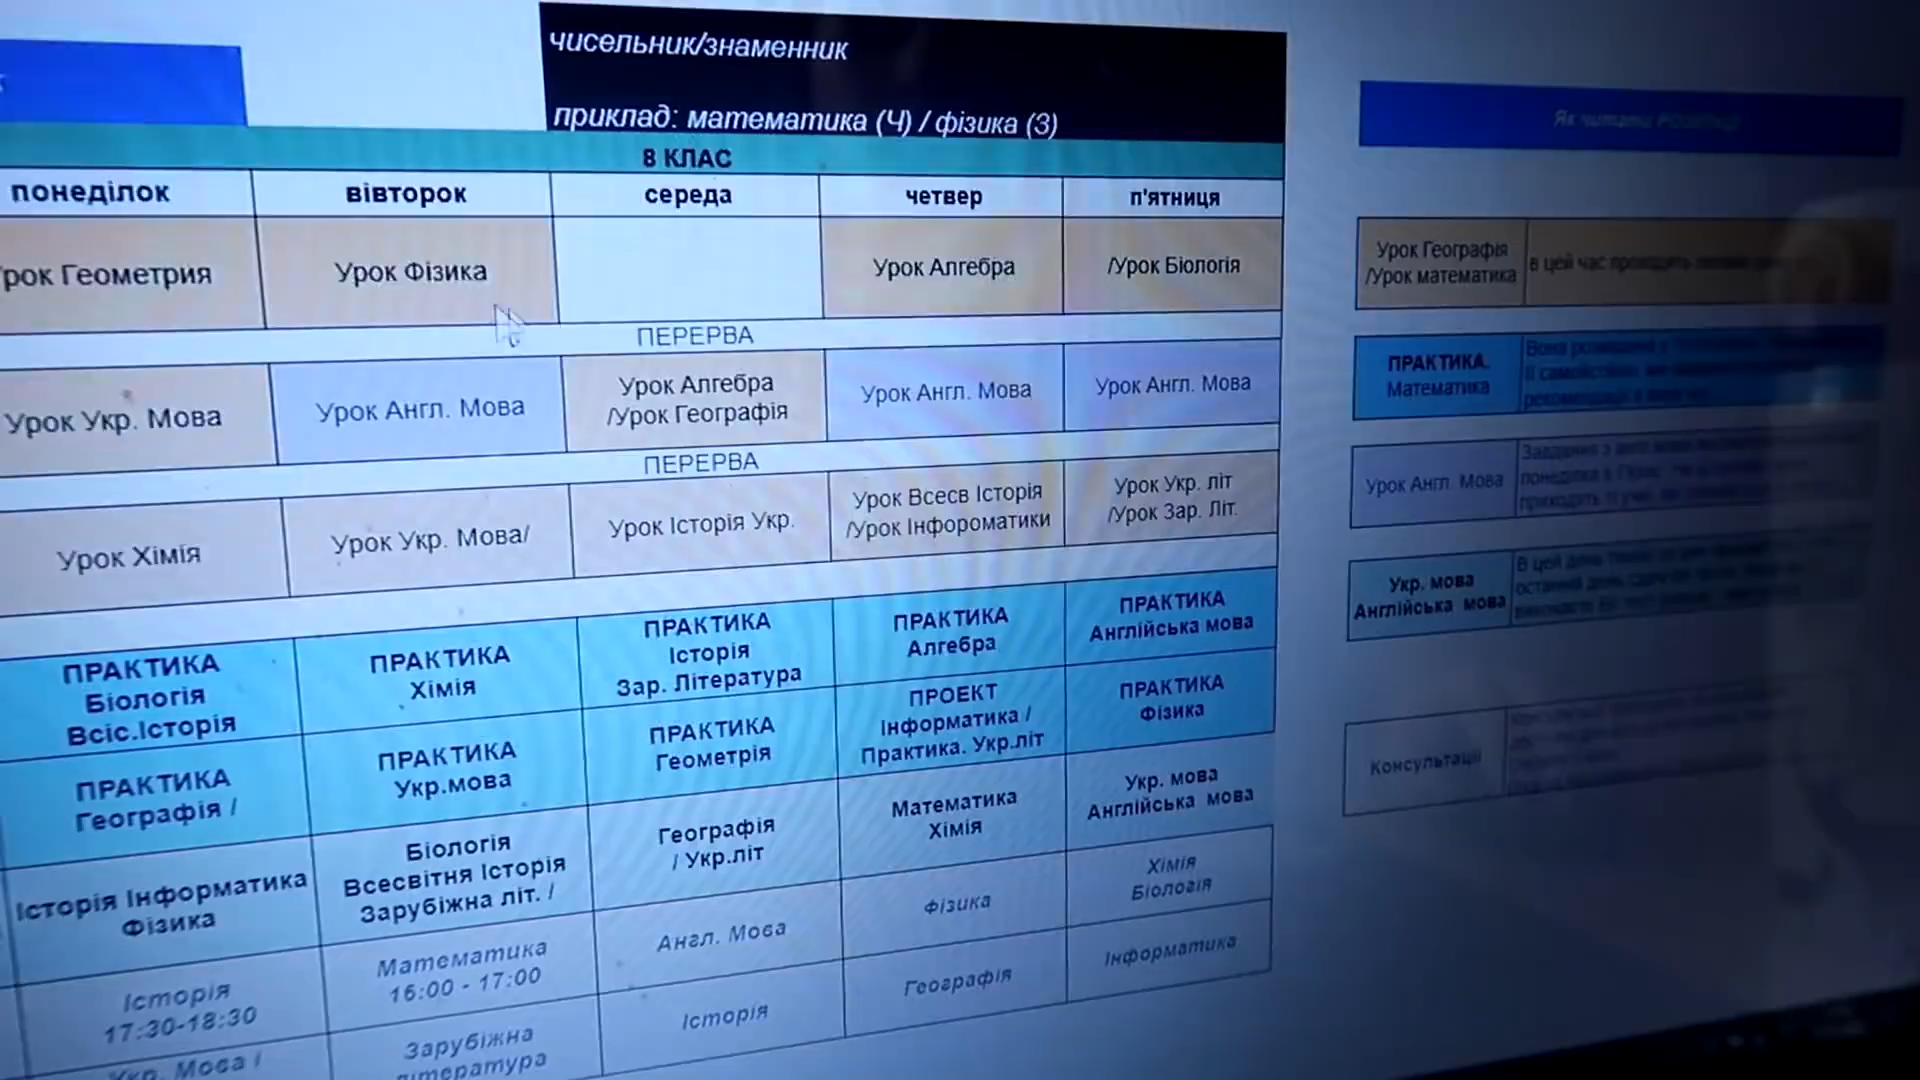 чисельник/знаменник
приклад: математика (Ч) / фізика (З)
8 КЛАС
понеділок
вівторок
середа
четвер
п'ятниця
рок Геометрия
Урок Фізика
Урок Алгебра
/Урок Біологія
ПЕРЕРВА
Урок Укр. Мова
Урок Англ. Мова
Урок Алгебра
/Урок Географія
Урок Англ. Мова
Урок Англ. Мова
ПЕРЕРВА
Урок Хімія
Урок Укр. Мова/
Урок Історія Укр.
Урок Всесв Історія
/Урок Інфороматики
Урок Укр. літ
/Урок Зар. Літ.
ПРАКТИКА
Біологія
Всіс.Історія
ПРАКТИКА
Хімія
ПРАКТИКА
Історія
Зар. Література
ПРАКТИКА
Алгебра
ПРАКТИКА
Англійська мова
ПРАКТИКА
Географія /
ПРАКТИКА
Укр.мова
ПРАКТИКА
Геометрія
ПРОЕКТ
Інформатика /
Практика. Укр.літ
ПРАКТИКА
Фізика
Історія Інформатика
Фізика
Біологія
Всесвітня Історія
Зарубіжна літ. /
Географія
/ Укр.літ
Математика
Хімія
Укр. мова
Англійська мова
Історія
17:30-18:30
Математика
16:00 - 17:00
Англ. Мова
Фізика
Хімія
Біологія
Укр. Мова /
Зарубіжна
література
Історія
Географія
Інформатика
Як читати
Урок Географія
/Урок математика
в цей час
ПРАКТИКА.
Математика
Урок Англ. Мова
Укр. мова
Англійська мова
В цей день
Консультації